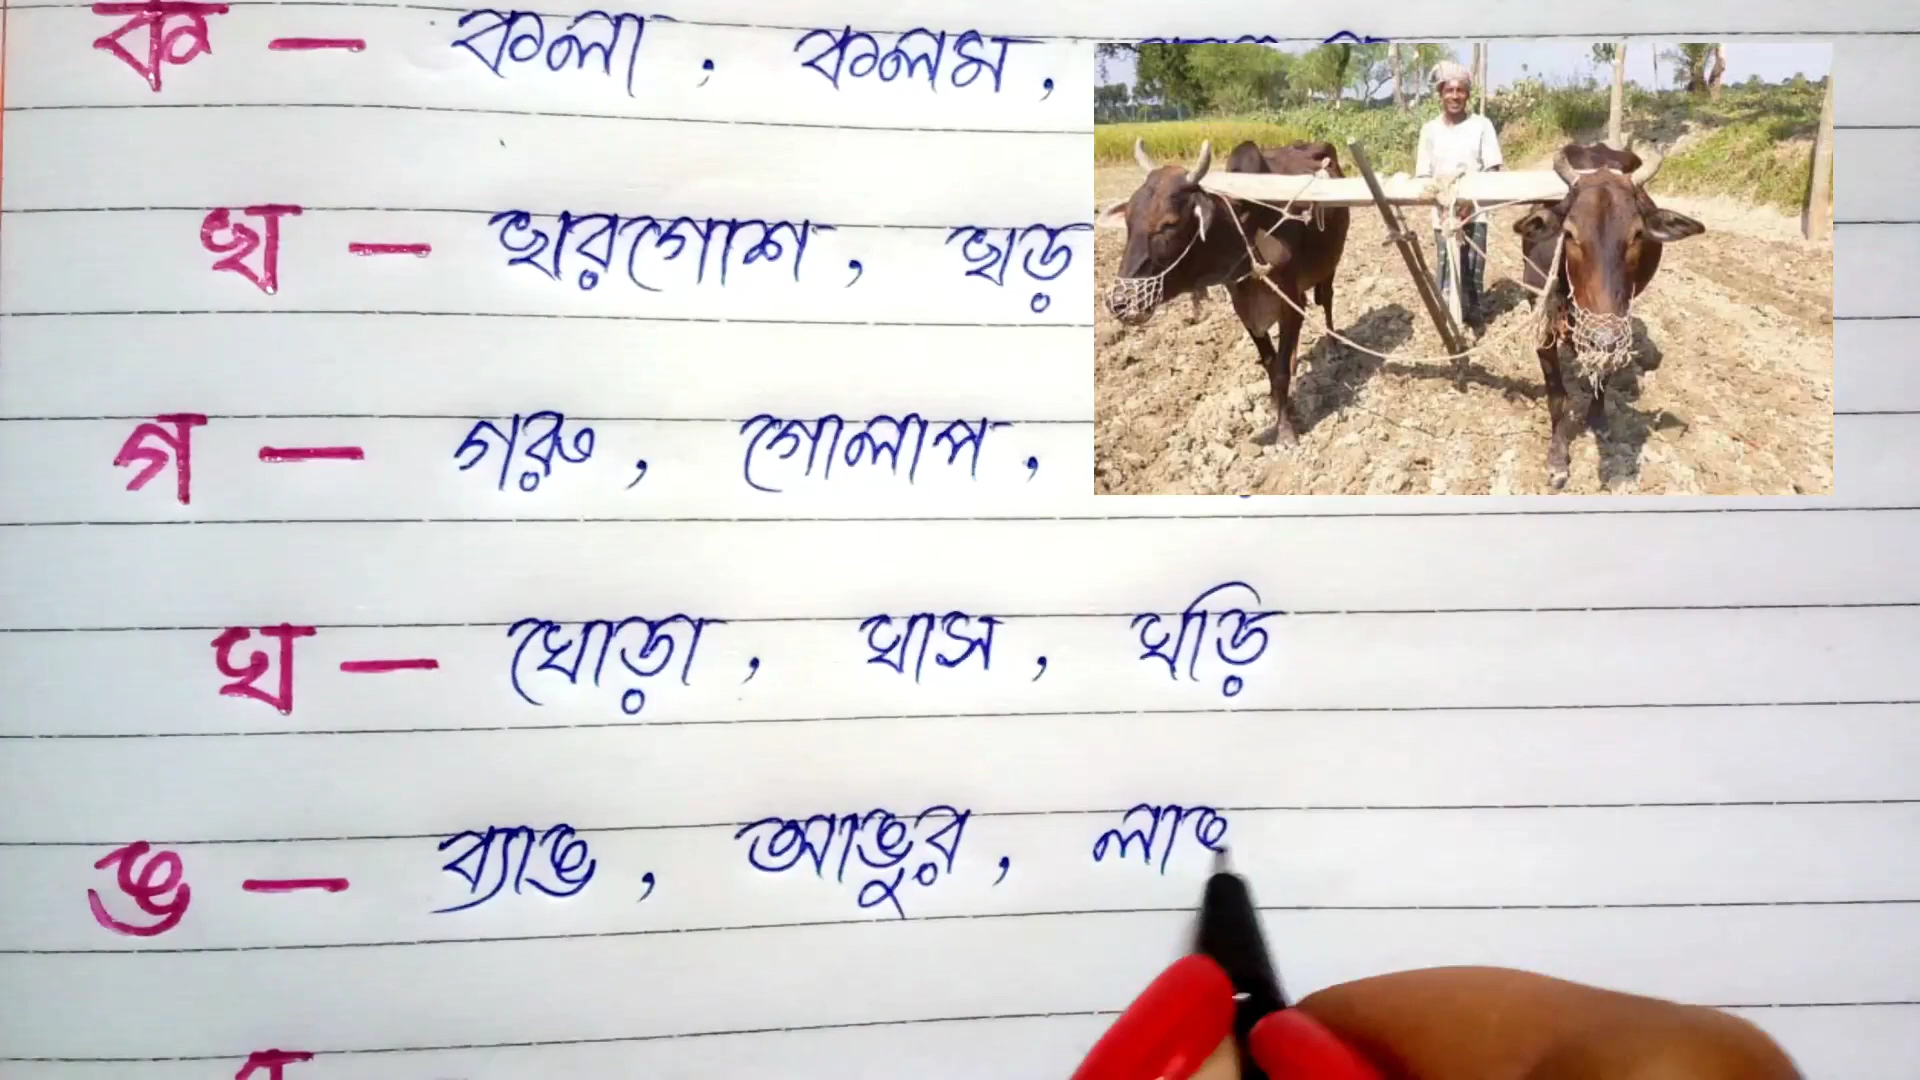 ক — কলা, কলম,
খ — খরগোশ, খড়
গ — গরু, গোলাপ,
ঘ — ঘোড়া, ঘাস, ঘড়ি
ঙ — ব্যাঙ, আঙুর,